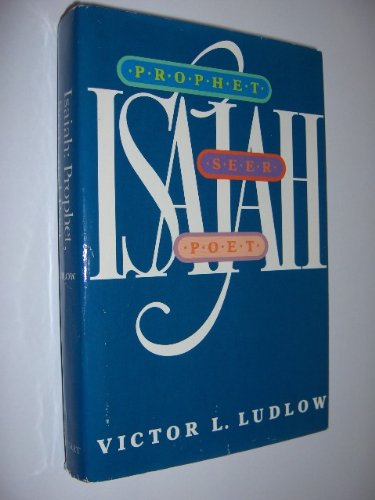 ·P·R·O·P·H·E·T·
ISAIAH
·S·E·E·R·
·P·O·E·T·
VICTOR L. LUDLOW
Isaiah: Prophet,